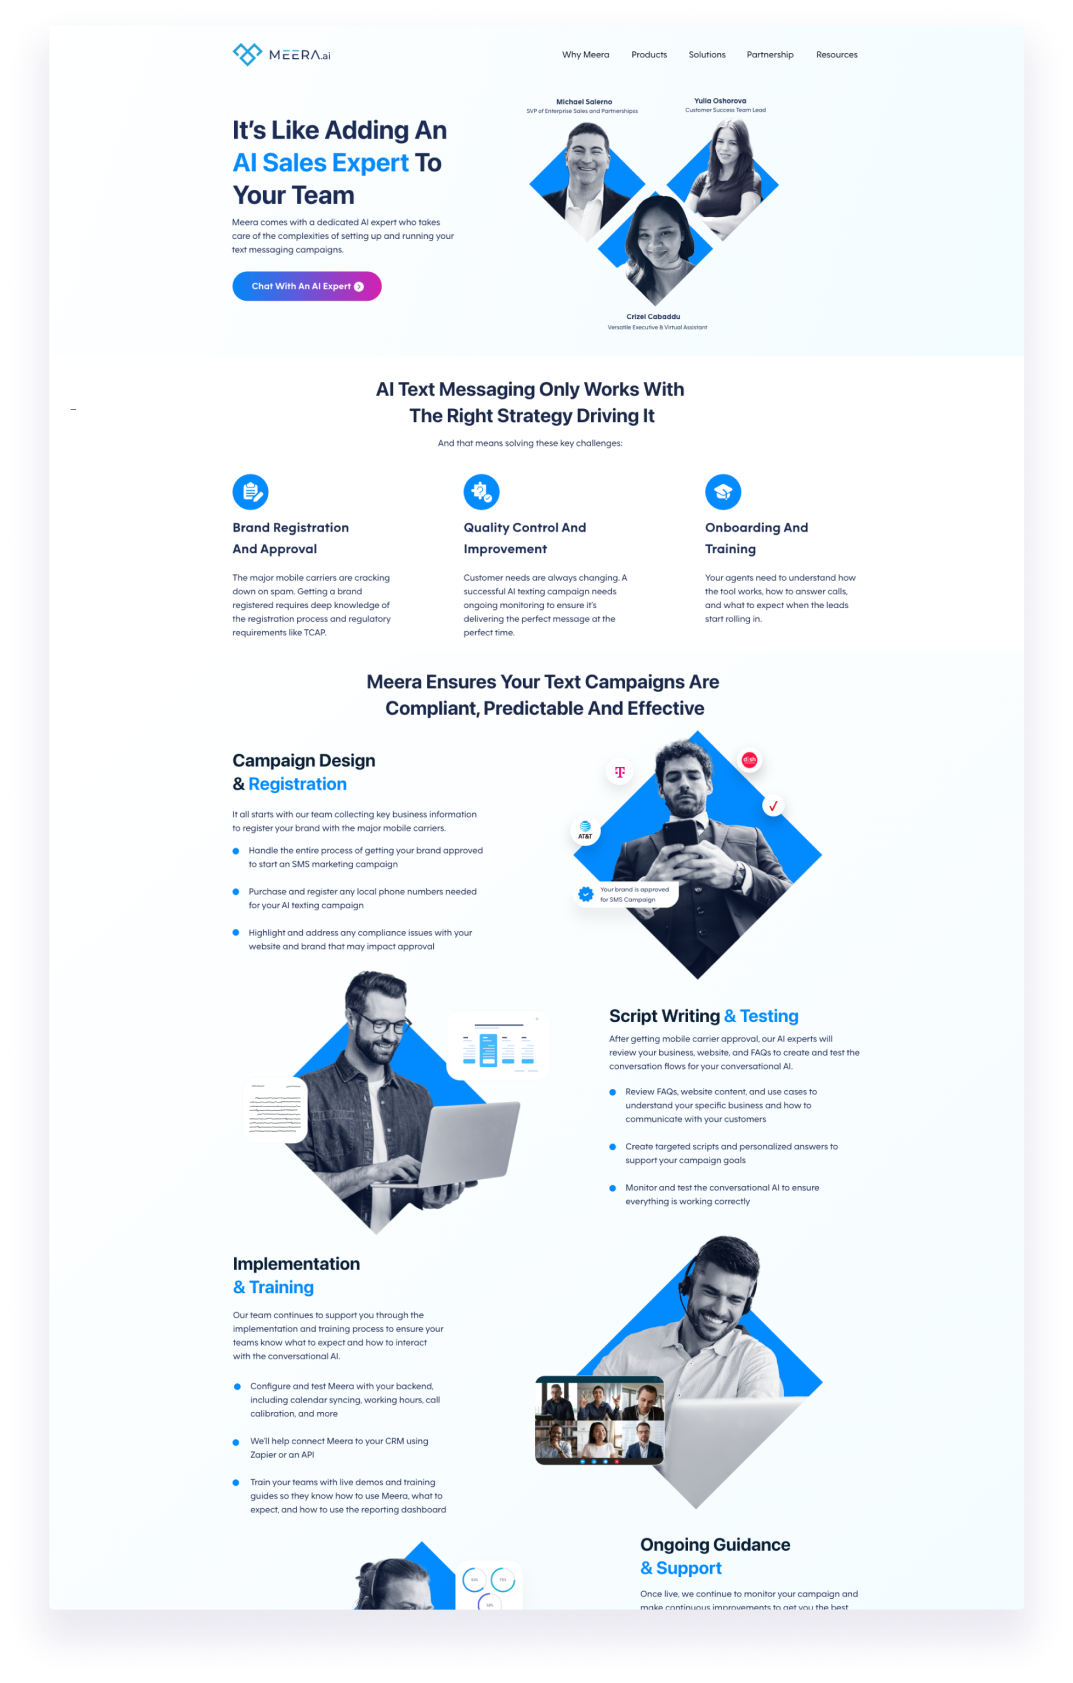 MEERA.ai
Why Meera Products Solutions Partnership Resources
Michael Salerno
SVP of Enterprise Sales and Partnershipss
Yulia Oshorova
Customer Success Team Lead
It's Like Adding An
AI Sales Expert To
Your Team
Meera comes with a dedicated AI expert who takes
care of the complexities of setting up and running your
text messaging campaigns.
Chat With An AI Expert
Crizel Cabaddu
Versatile Executive & Virtual Assistant
AI Text Messaging Only Works With
The Right Strategy Driving It
And that means solving these key challenges:
Brand Registration
And Approval
The major mobile carriers are cracking
down on spam. Getting a brand
registered requires deep knowledge of
the registration process and regulatory
requirements like TCAP.
Quality Control And
Improvement
Customer needs are always changing. A
successful AI texting campaign needs
ongoing monitoring to ensure it's
delivering the perfect message at the
perfect time.
Onboarding And
Training
Your agents need to understand how
the tool works, how to answer calls,
and what to expect when the leads
start rolling in.
Meera Ensures Your Text Campaigns Are
Compliant, Predictable And Effective
Campaign Design
& Registration
It all starts with our team collecting key business information
to register your brand with the major mobile carriers.
Handle the entire process of getting your brand approved
to start an SMS marketing campaign
Purchase and register any local phone numbers needed
for your AI texting campaign
Highlight and address any compliance issues with your
website and brand that may impact approval
T
dish
AT&T
Your brand is approved
for SMS Campaign
Script Writing & Testing
After getting mobile carrier approval, our AI experts will
review your business, website, and FAQs to create and test the
conversation flows for your conversational AI.
Review FAQs, website content, and use cases to
understand your specific business and how to
communicate with your customers
Create targeted scripts and personalized answers to
support your campaign goals
Monitor and test the conversational AI to ensure
everything is working correctly
Implementation
& Training
Our team continues to support you through the
implementation and training process to ensure your
teams know what to expect and how to interact
with the conversational AI.
Configure and test Meera with your backend,
including calendar syncing, working hours, call
calibration, and more
We'll help connect Meera to your CRM using
Zapier or an API
Train your teams with live demos and training
guides so they know how to use Meera, what to
expect, and how to use the reporting dashboard
Ongoing Guidance
& Support
Once live, we continue to monitor your campaign and
make continuous improvements to get you the best